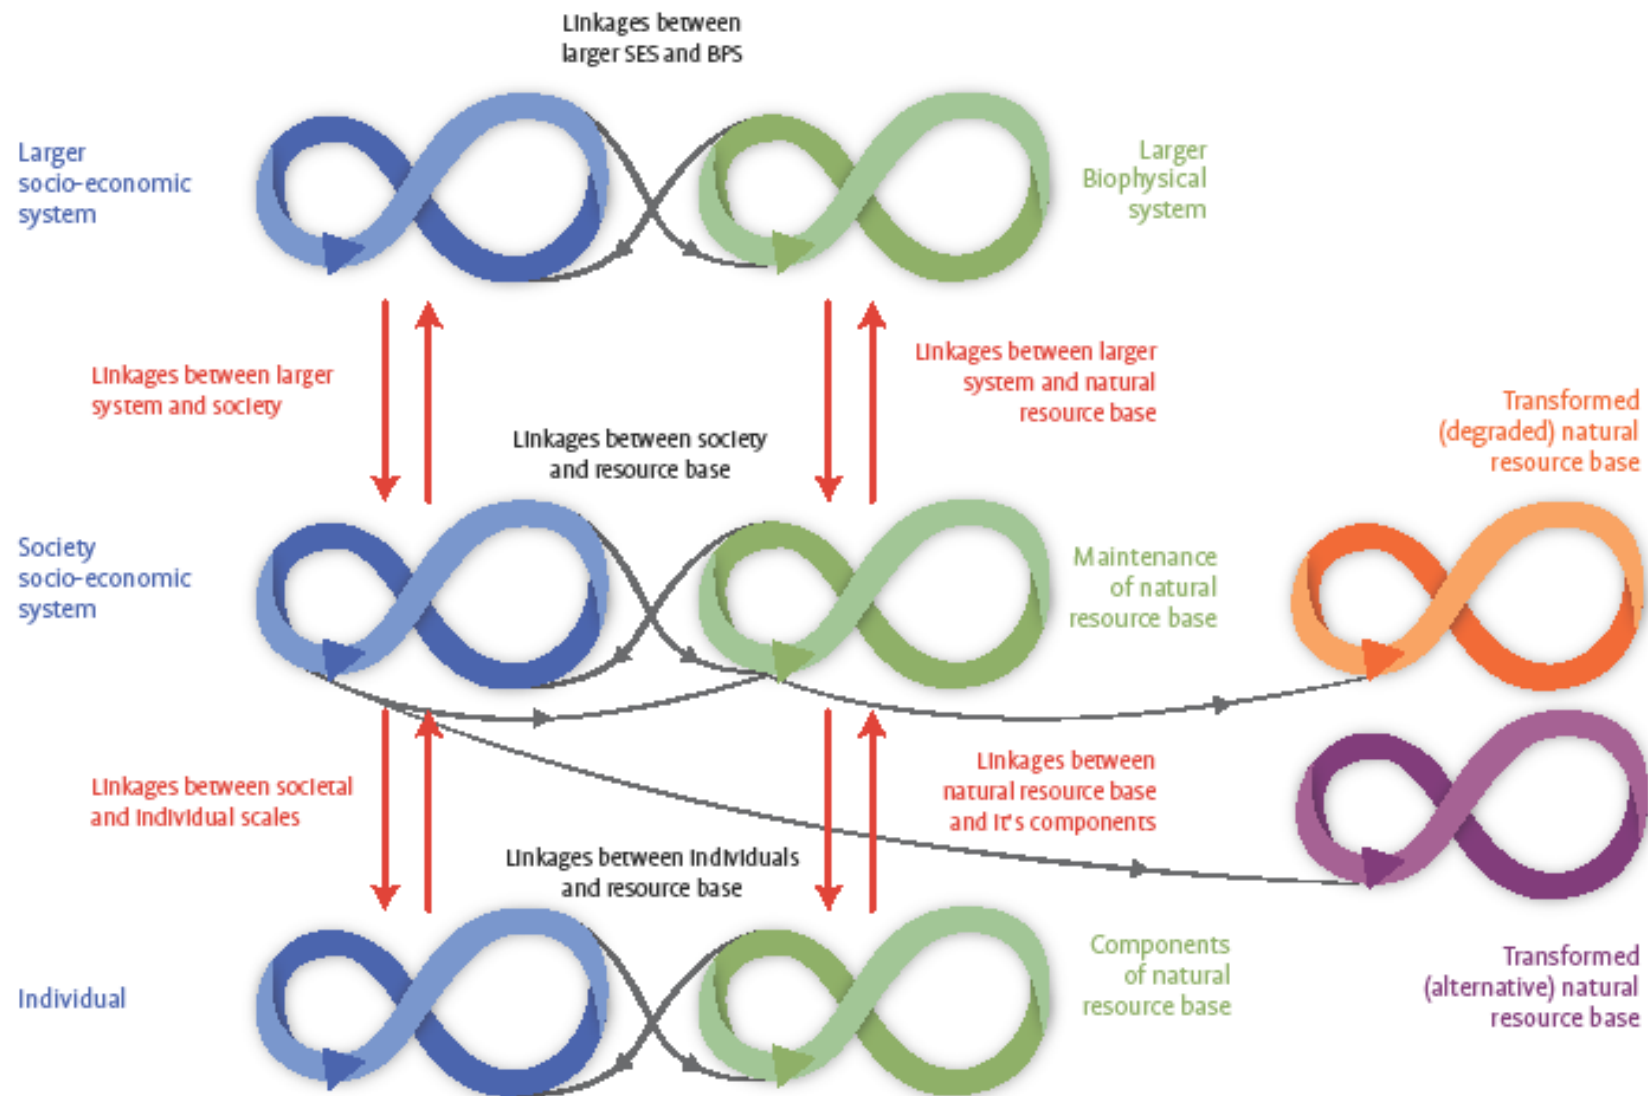 Linkages between
larger SES and BPS
Larger
socio-economic
system
Larger
Biophysical
system
Linkages between larger
system and society
Linkages between larger
system and natural
resource base
Linkages between society
and resource base
Transformed
(degraded) natural
resource base
Society
socio-economic
system
Maintenance
of natural
resource base
Linkages between societal
and individual scales
Linkages between
natural resource base
and it's components
Linkages between individuals
and resource base
Individual
Components
of natural
resource base
Transformed
(alternative) natural
resource base